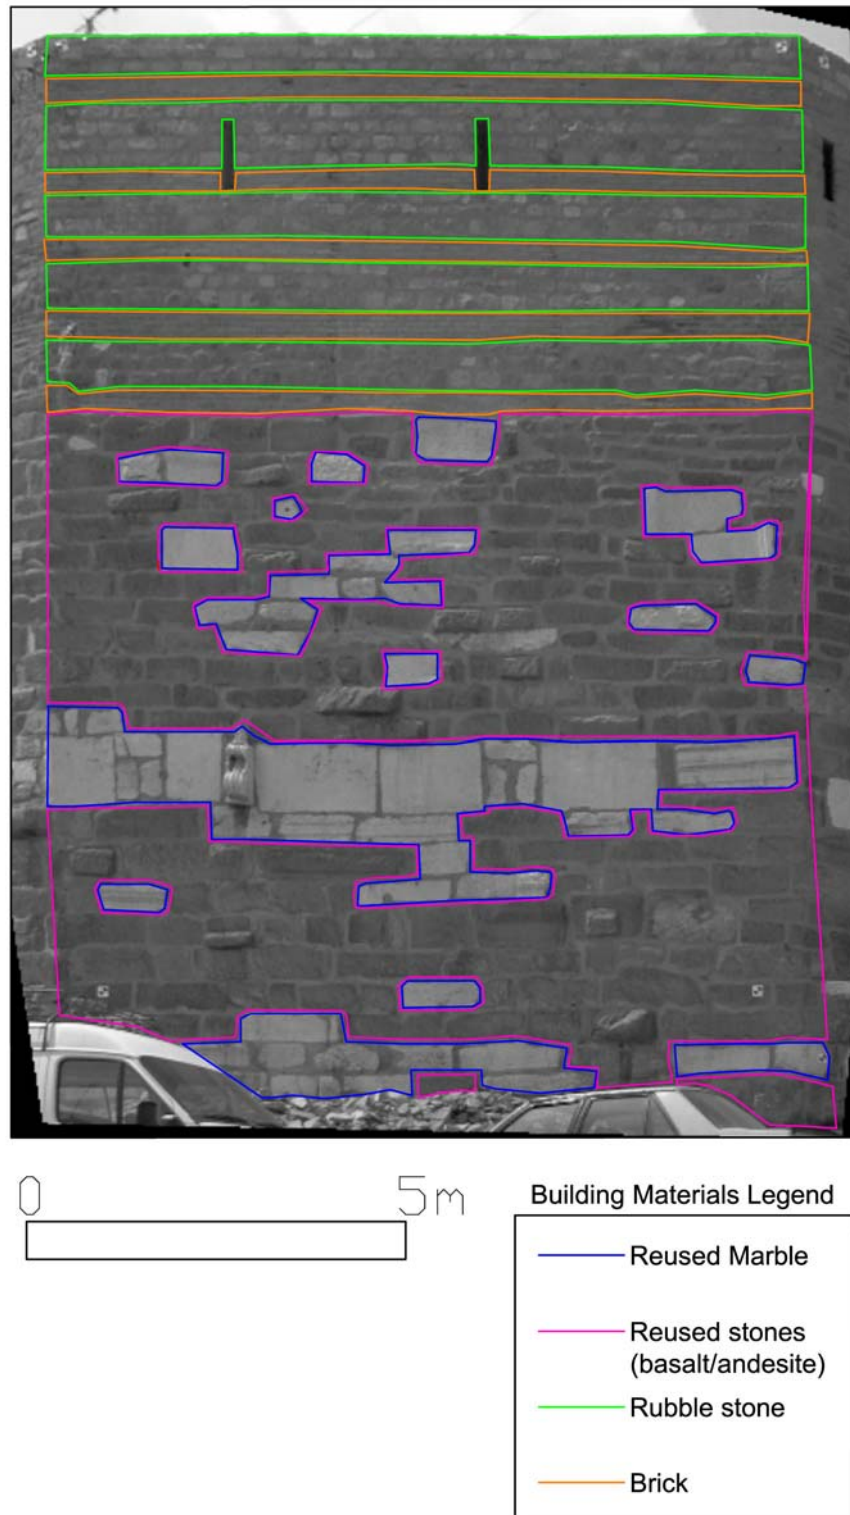 0 5m
Building Materials Legend
Reused Marble
Reused stones
(basalt/andesite)
Rubble stone
Brick